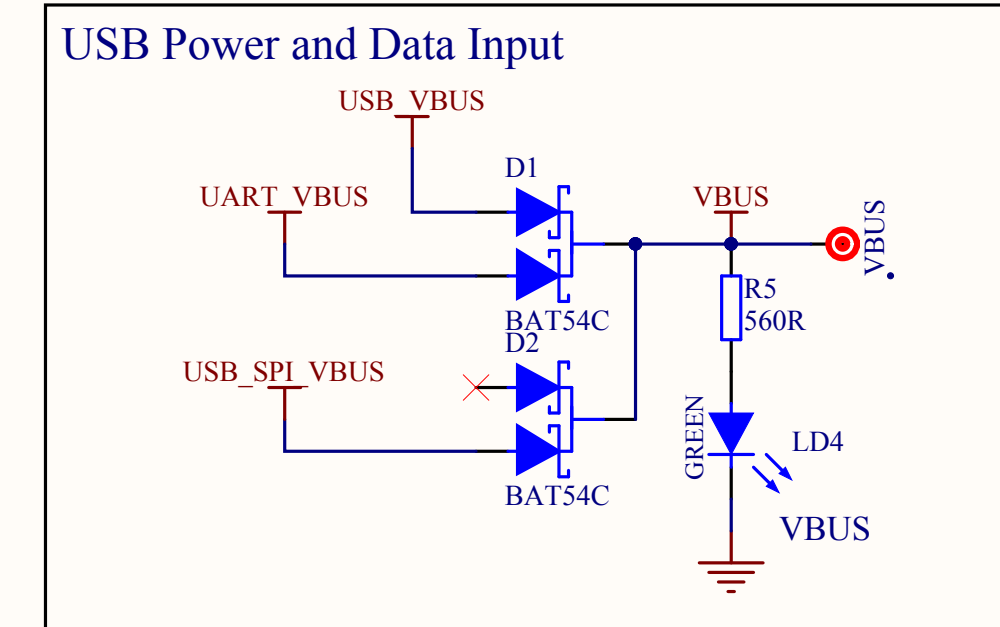 USB Power and Data Input
USB_VBUS
D1
UART_VBUS
VBUS
VBUS
R5
560R
BAT54C
D2
USB_SPI_VBUS
GREEN
LD4
BAT54C
VBUS